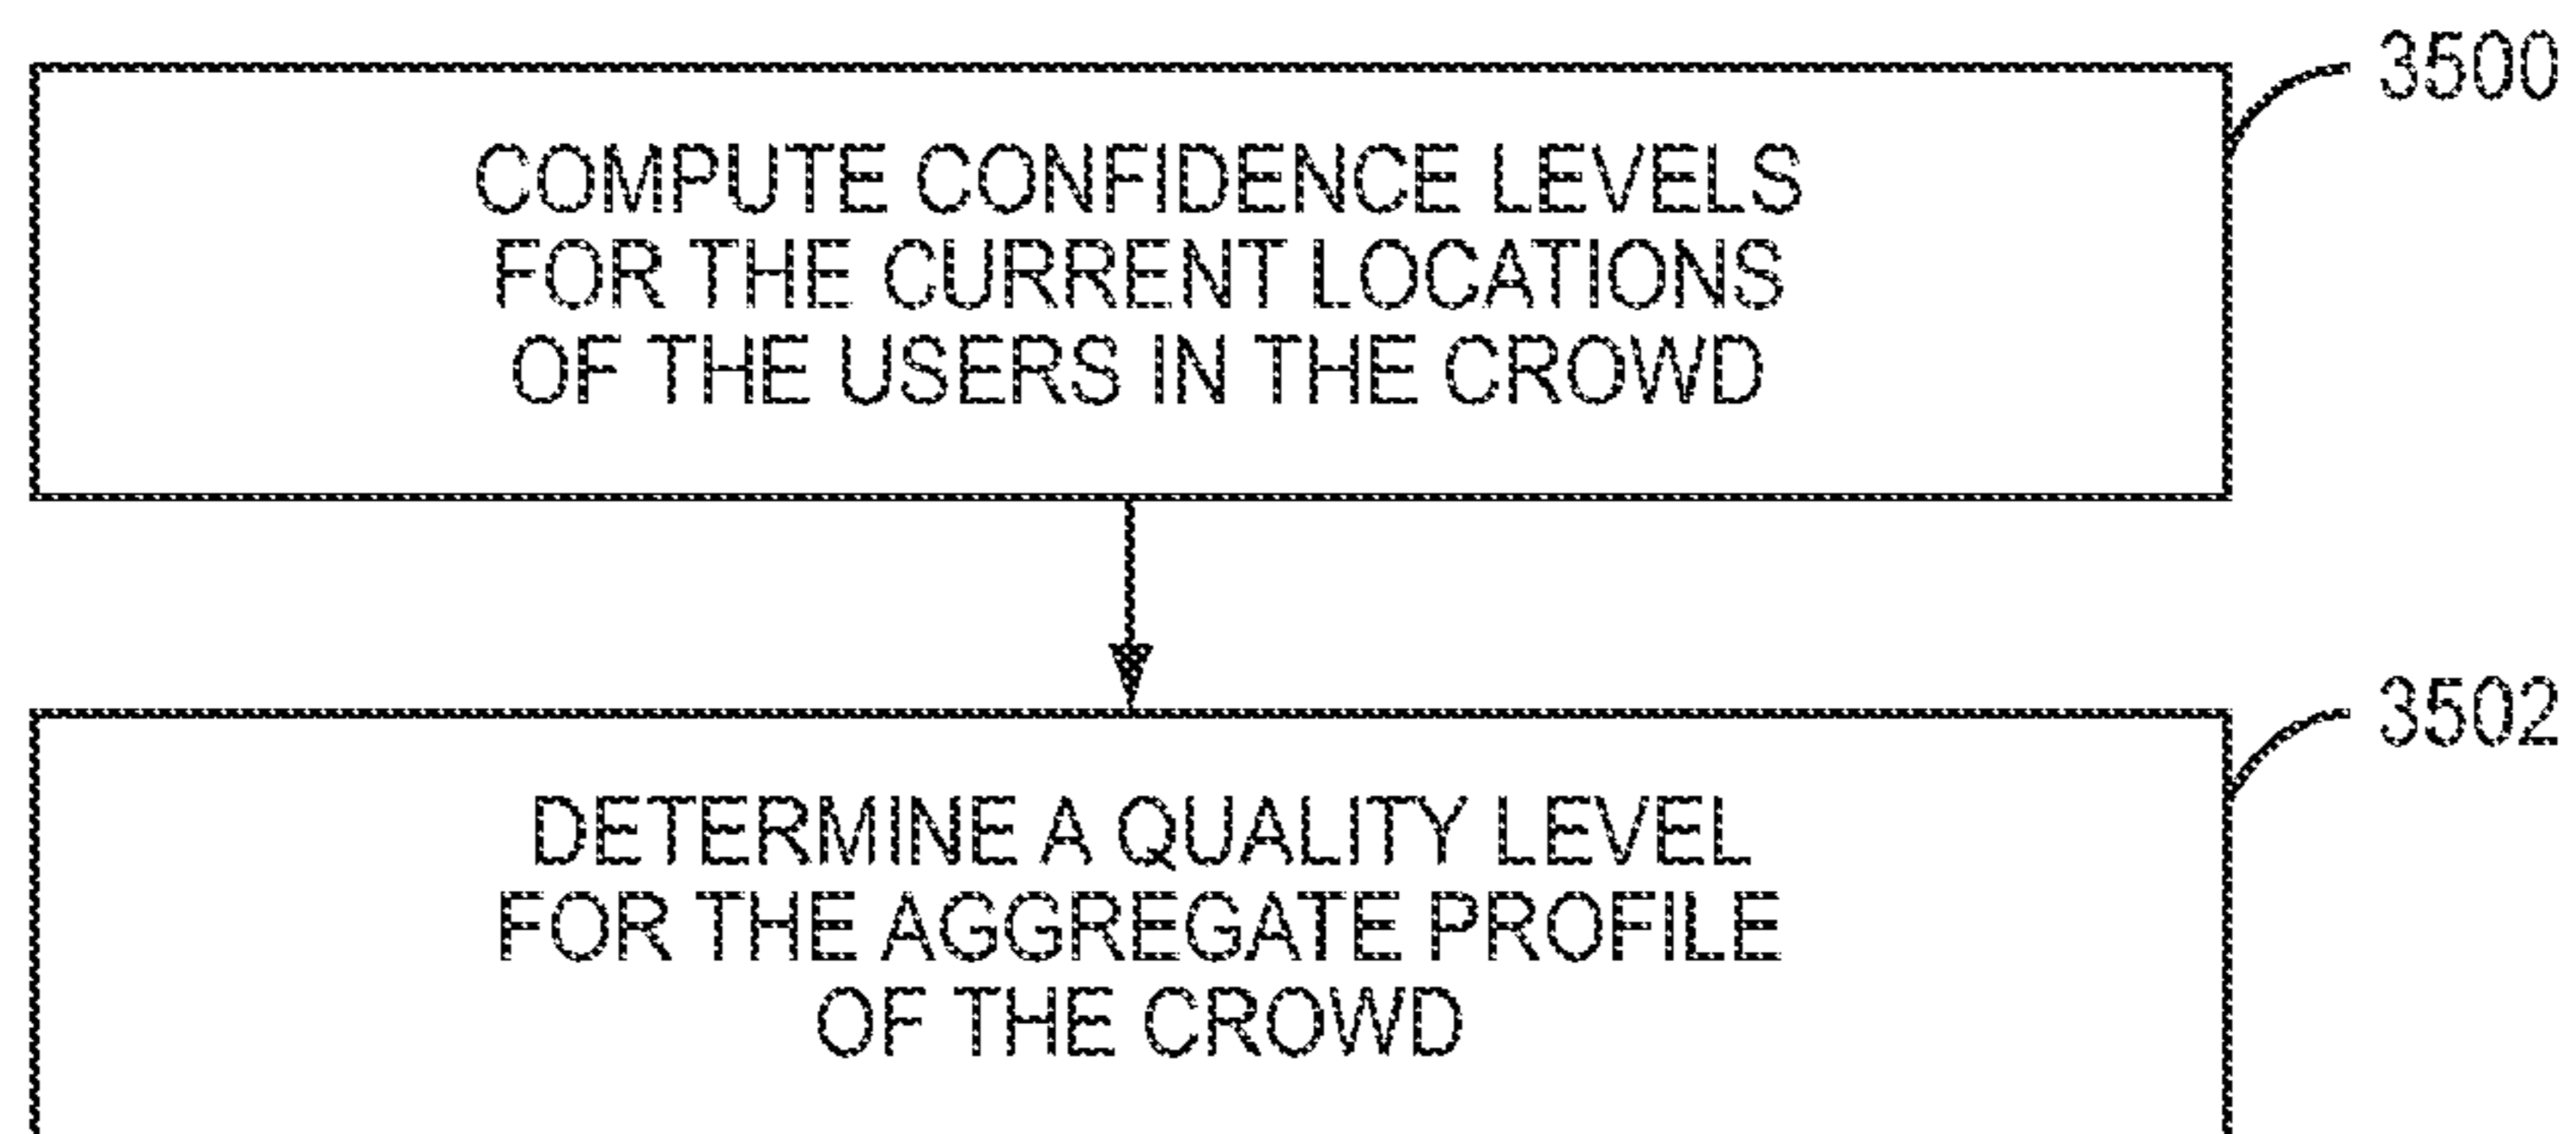 3500
COMPUTE CONFIDENCE LEVELS
FOR THE CURRENT LOCATIONS
OF THE USERS IN THE CROWD
3502
DETERMINE A QUALITY LEVEL
FOR THE AGGREGATE PROFILE
OF THE CROWD